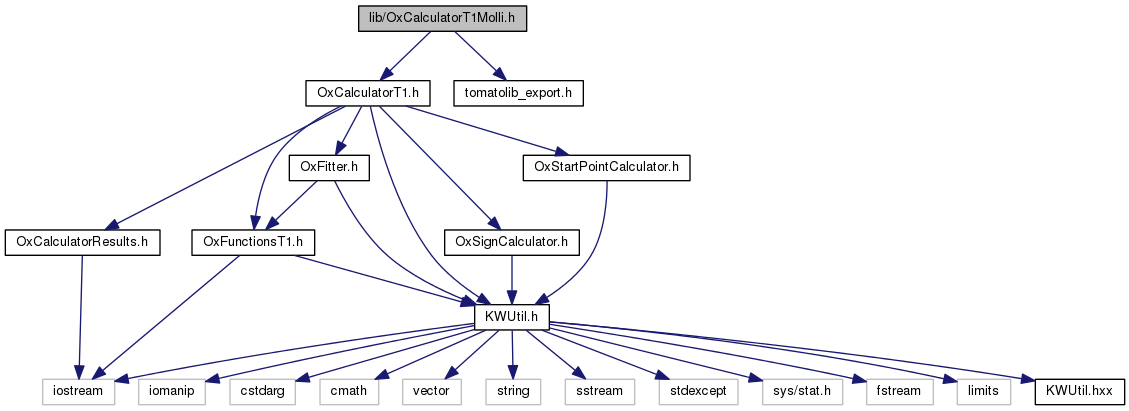 lib/OxCalculatorT1Molli.h
OxCalculatorT1.h
tomatolib_export.h
OxFitter.h
OxStartPointCalculator.h
OxCalculatorResults.h
OxFunctionsT1.h
OxSignCalculator.h
KWUtil.h
iostream
iomanip
cstdarg
cmath
vector
string
sstream
stdexcept
sys/stat.h
fstream
limits
KWUtil.hxx